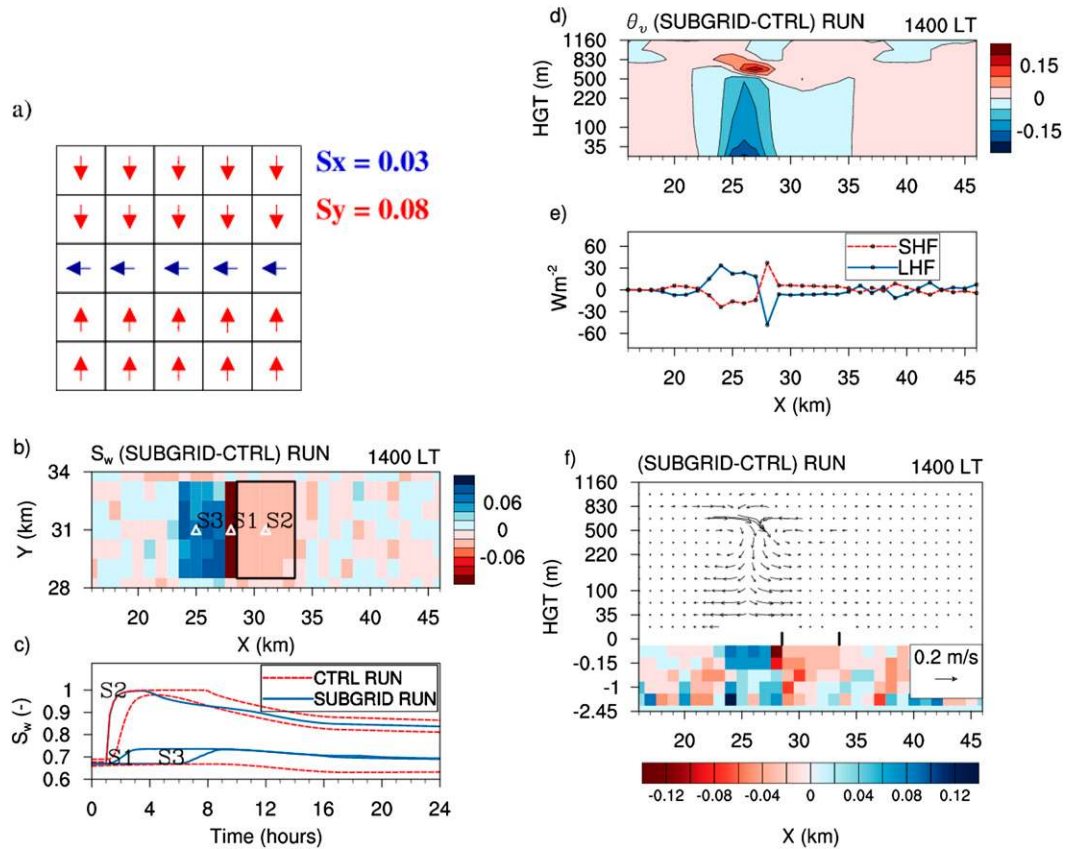 a)
Sx = 0.03
Sy = 0.08
b)
S_w (SUBGRID-CTRL) RUN 1400 LT
34
31
28
Y (km)
S3 S1 S2
0.06
0
-0.06
20 25 30 35 40 45
X (km)
c)
1
0.9
0.8
0.7
0.6
S_w (-)
S2
S1 S3
CTRL RUN
SUBGRID RUN
0 4 8 12 16 20 24
Time (hours)
d)
θ_v (SUBGRID-CTRL) RUN 1400 LT
1160
830
500
220
100
35
HGT (m)
0.15
0
-0.15
20 25 30 35 40 45
e)
60
30
0
-30
-60
Wm⁻²
SHF
LHF
20 25 30 35 40 45
X (km)
f)
(SUBGRID-CTRL) RUN 1400 LT
1160
830
500
220
100
35
0
-0.15
-1
-2.45
HGT (m)
0.2 m/s
20 25 30 35 40 45
-0.12 -0.08 -0.04 0 0.04 0.08 0.12
X (km)